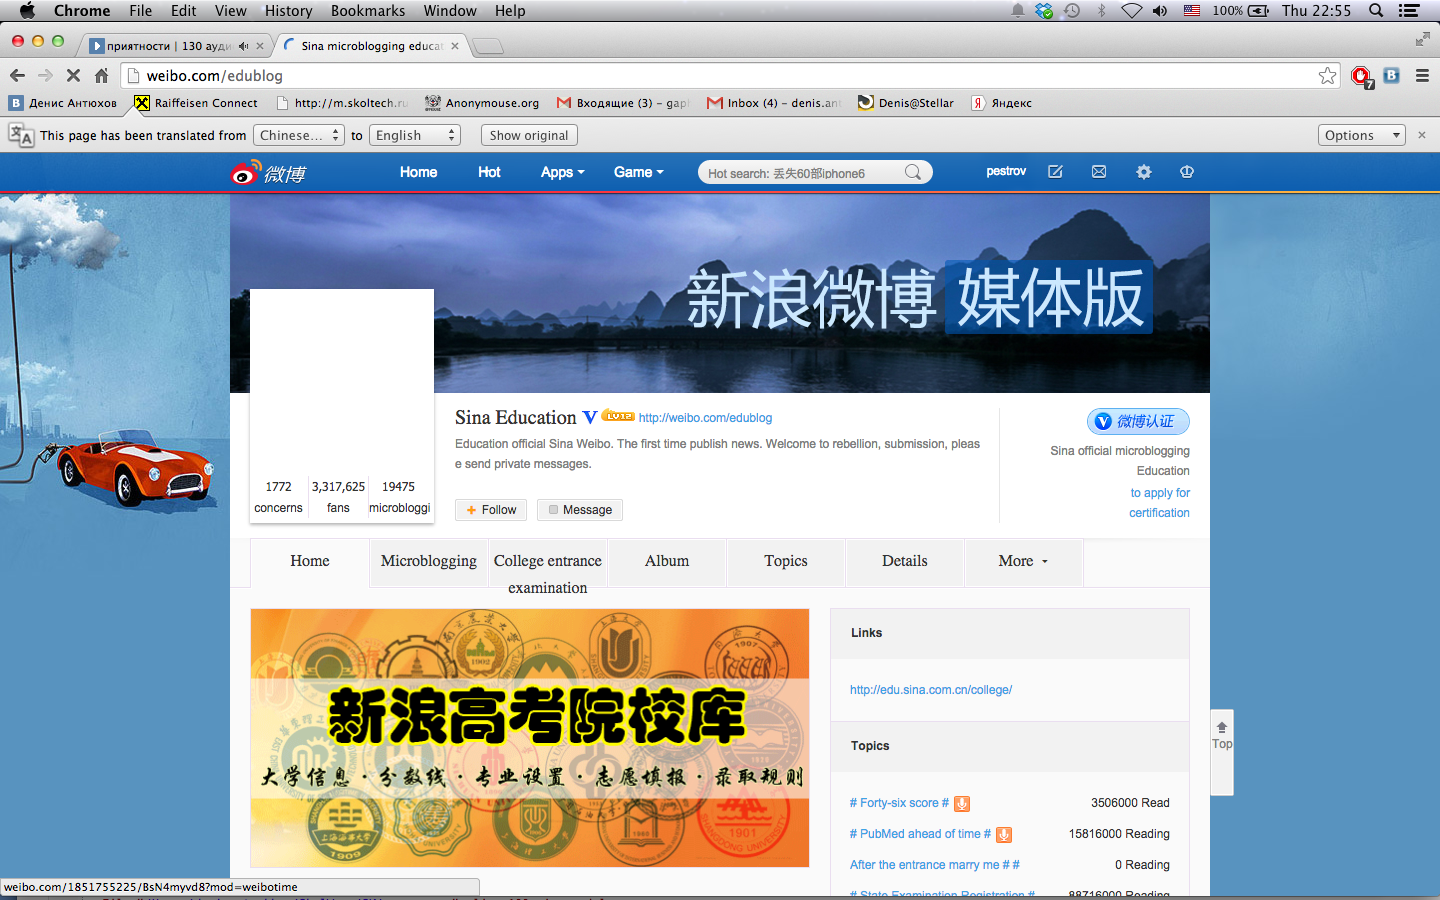 Chrome File Edit View History Bookmarks Window Help
100% Thu 22:55
приятности | 130 ауди
Sina microblogging educat
weibo.com/edublog
7
Денис Антюхов
Raiffeisen Connect
http://m.skoltech.ru
Anonymouse.org
Входящие (3) - gap
Inbox (4) - denis.ant
Denis@Stellar
Яндекс
This page has been translated from Chinese... to English Show original Options
微博
Home Hot Apps Game
Hot search: 丢失60部iphone6
pestrov
新浪微博 媒体版
Sina Education V LV12 http://weibo.com/edublog
Education official Sina Weibo. The first time publish news. Welcome to rebellion, submission, pleas
e send private messages.
1772 3,317,625 19475
concerns fans microbloggi
Follow Message
V 微博认证
Sina official microblogging
Education
to apply for
certification
Home Microblogging College entrance Album Topics Details More
examination
新浪高考院校库
大学信息 · 分数线 · 专业设置 · 志愿填报 · 录取规则
1902
1907
1909
1901
SHANDONG UNIVERSITY
Links
http://edu.sina.com.cn/college/
Topics
# Forty-six score # 3506000 Read
# PubMed ahead of time # 15816000 Reading
After the entrance marry me # # 0 Reading
# State Examination Registration # 88716000 Reading
Top
weibo.com/1851755225/BsN4myvd8?mod=weibotime